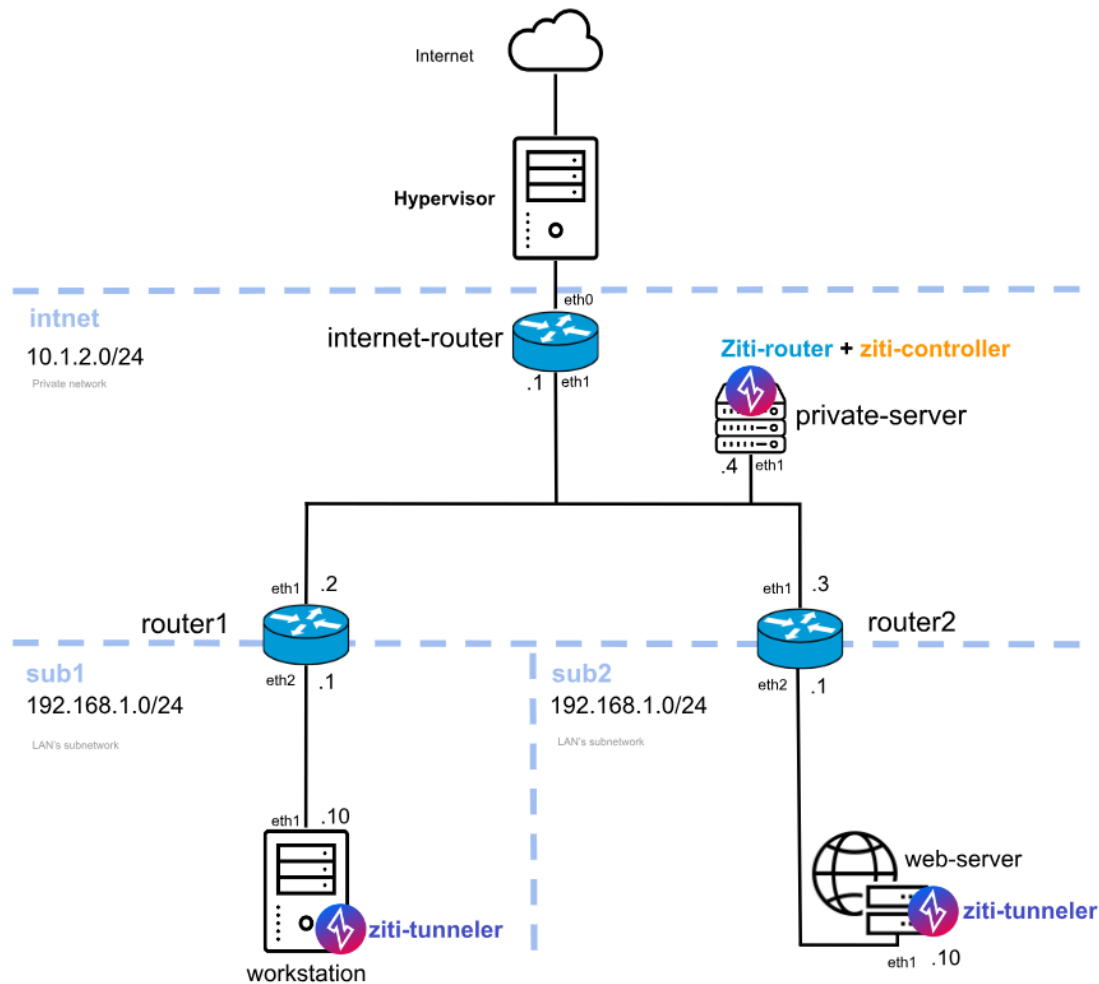 Internet
Hypervisor
eth0
intnet
internet-router
10.1.2.0/24
Private network
.1
eth1
Ziti-router + ziti-controller
private-server
.4
eth1
eth1
.2
eth1
.3
router1
router2
sub1
eth2
.1
sub2
eth2
.1
192.168.1.0/24
192.168.1.0/24
LAN's subnetwork
LAN's subnetwork
eth1
.10
web-server
ziti-tunneler
ziti-tunneler
workstation
eth1
.10